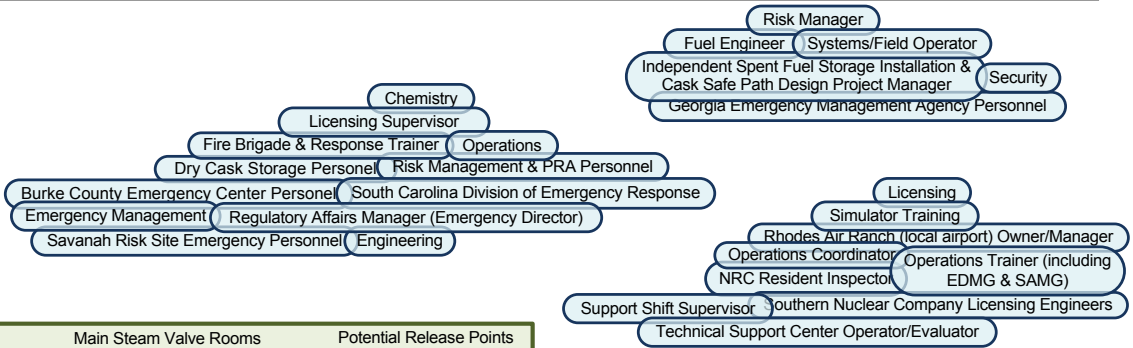 Risk Manager
Fuel Engineer
Systems/Field Operator
Independent Spent Fuel Storage Installation &
Cask Safe Path Design Project Manager
Security
Georgia Emergency Management Agency Personnel
Chemistry
Licensing Supervisor
Fire Brigade & Response Trainer
Operations
Dry Cask Storage Personel
Risk Management & PRA Personnel
Burke County Emergency Center Personel
South Carolina Division of Emergency Response
Emergency Management
Regulatory Affairs Manager (Emergency Director)
Savanah Risk Site Emergency Personnel
Engineering
Licensing
Simulator Training
Rhodes Air Ranch (local airport) Owner/Manager
Operations Coordinator
Operations Trainer (including
EDMG & SAMG)
NRC Resident Inspector
Support Shift Supervisor
Southern Nuclear Company Licensing Engineers
Technical Support Center Operator/Evaluator
Main Steam Valve Rooms
Potential Release Points